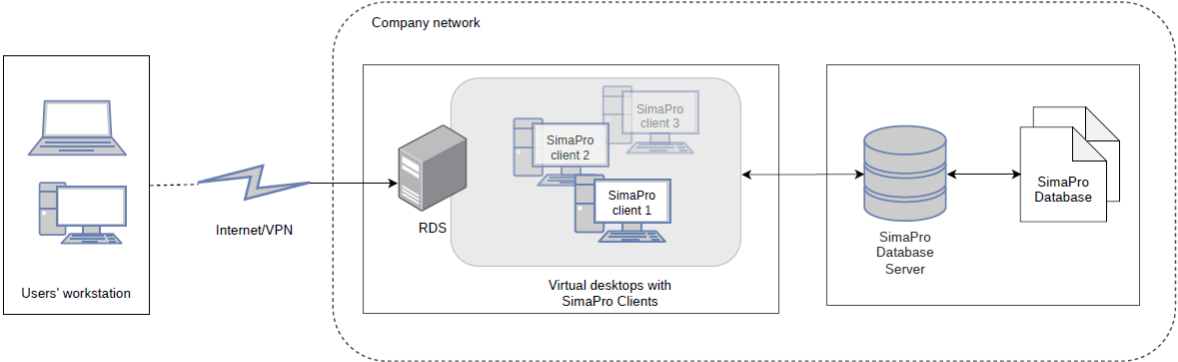 Company network
SimaPro
client 3
SimaPro
client 2
SimaPro
client 1
Internet/VPN
RDS
Users' workstation
Virtual desktops with
SimaPro Clients
SimaPro
Database
Server
SimaPro
Database